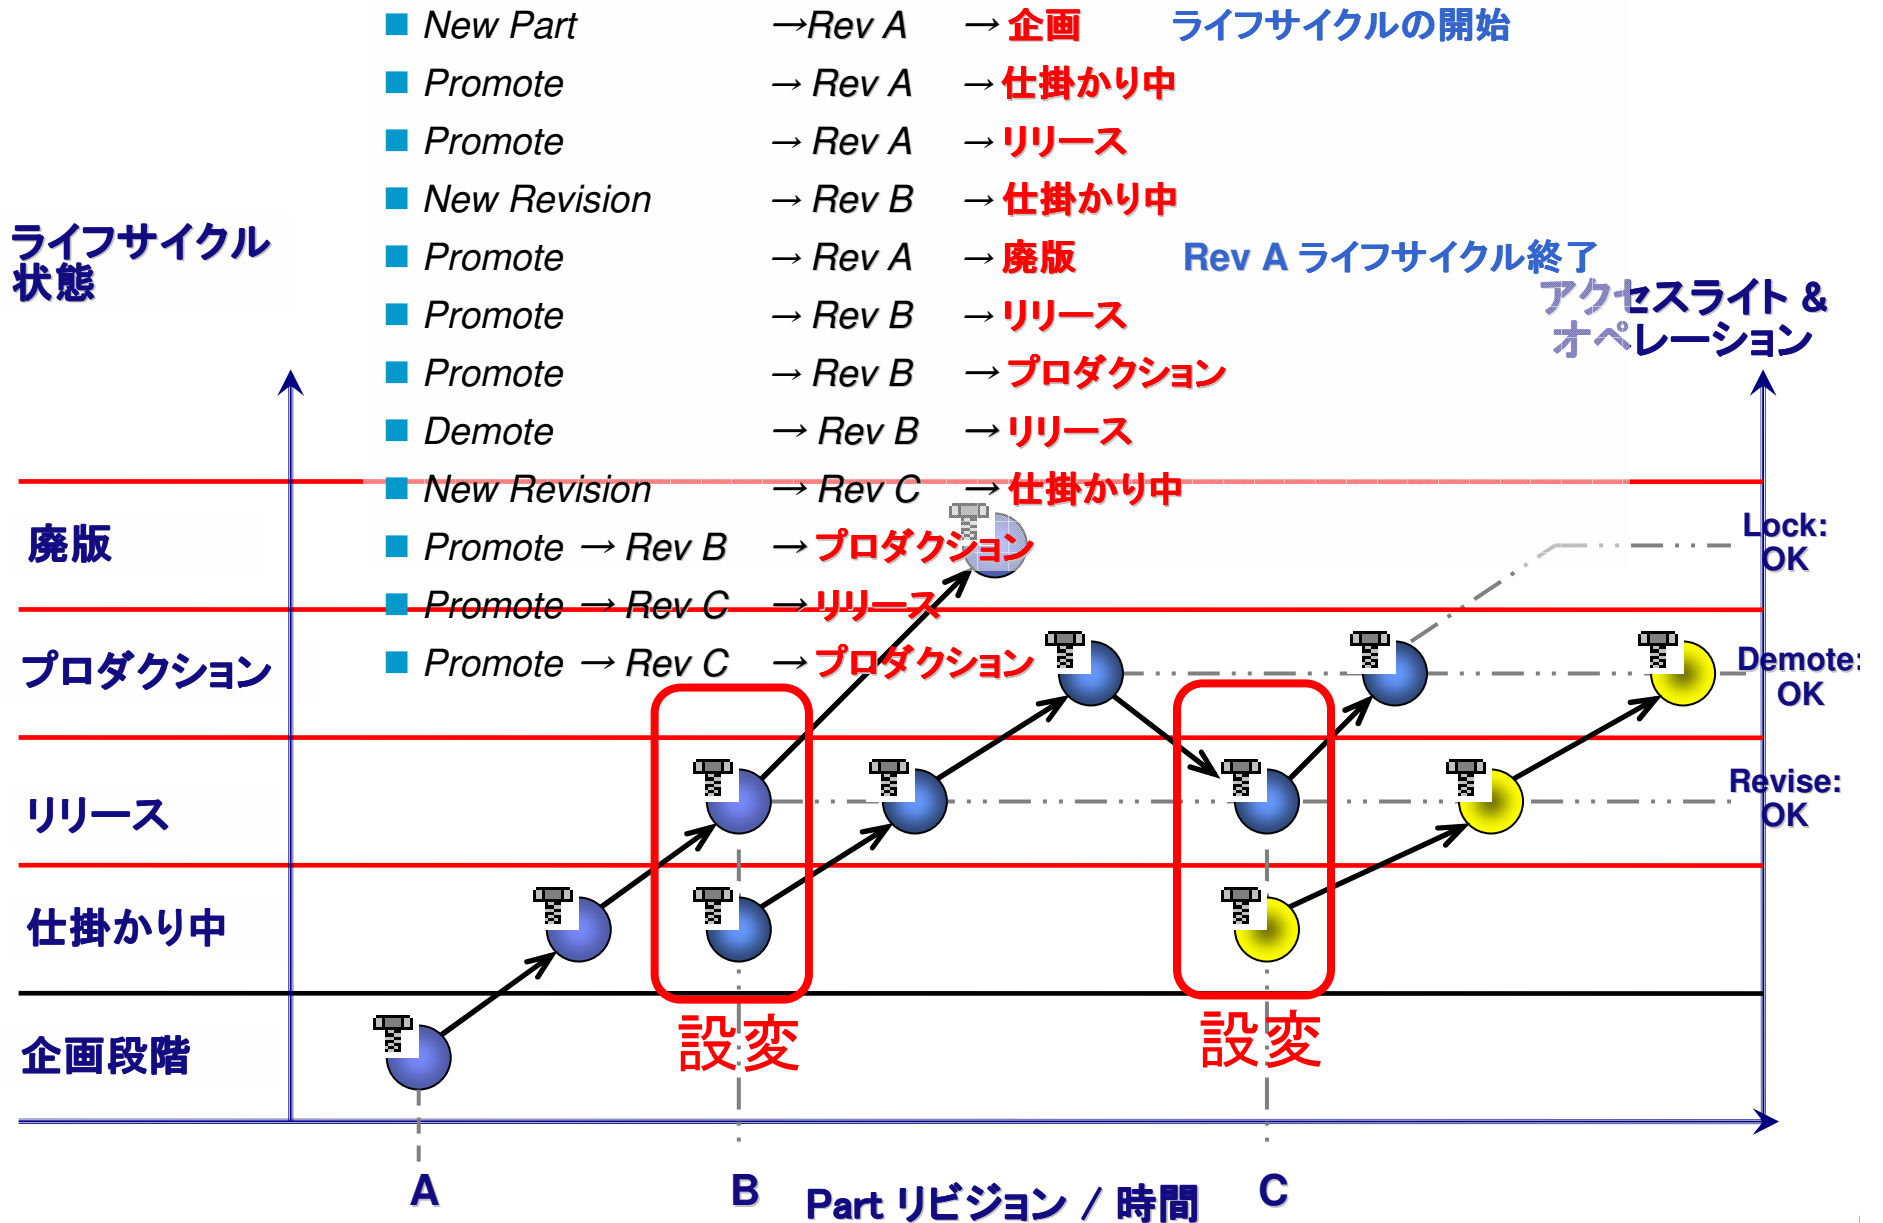 ■ New Part →Rev A →企画 ライフサイクルの開始
■ Promote → Rev A →仕掛かり中
■ Promote → Rev A →リリース
■ New Revision → Rev B →仕掛かり中
■ Promote → Rev A →廃版 Rev A ライフサイクル終了
■ Promote → Rev B →リリース
■ Promote → Rev B →プロダクション
■ Demote → Rev B →リリース
■ New Revision → Rev C →仕掛かり中
■ Promote → Rev B →プロダクション
■ Promote → Rev C →リリース
■ Promote → Rev C →プロダクション
ライフサイクル
状態
アクセスライト &
オペレーション
廃版
プロダクション
リリース
仕掛かり中
企画段階
Lock:
OK
Demote:
OK
Revise:
OK
設変
設変
A
B
C
Part リビジョン / 時間